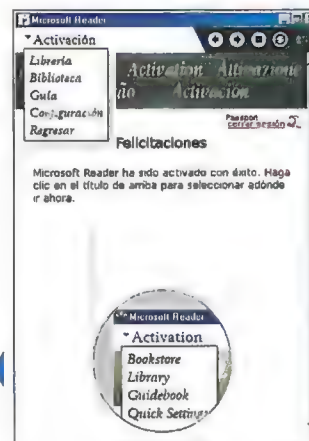 Microsoft Reader
Activación
Librería
Biblioteca
Guía
Configuración
Regresar
Activation Attivazione
ão Activación
Passport
cerrar sesión
Felicitaciones
Microsoft Reader ha sido activado con éxito. Haga
clic en el título de arriba para seleccionar adónde
ir ahora.
Microsoft Reader
Activation
Bookstore
Library
Guidebook
Quick Settings